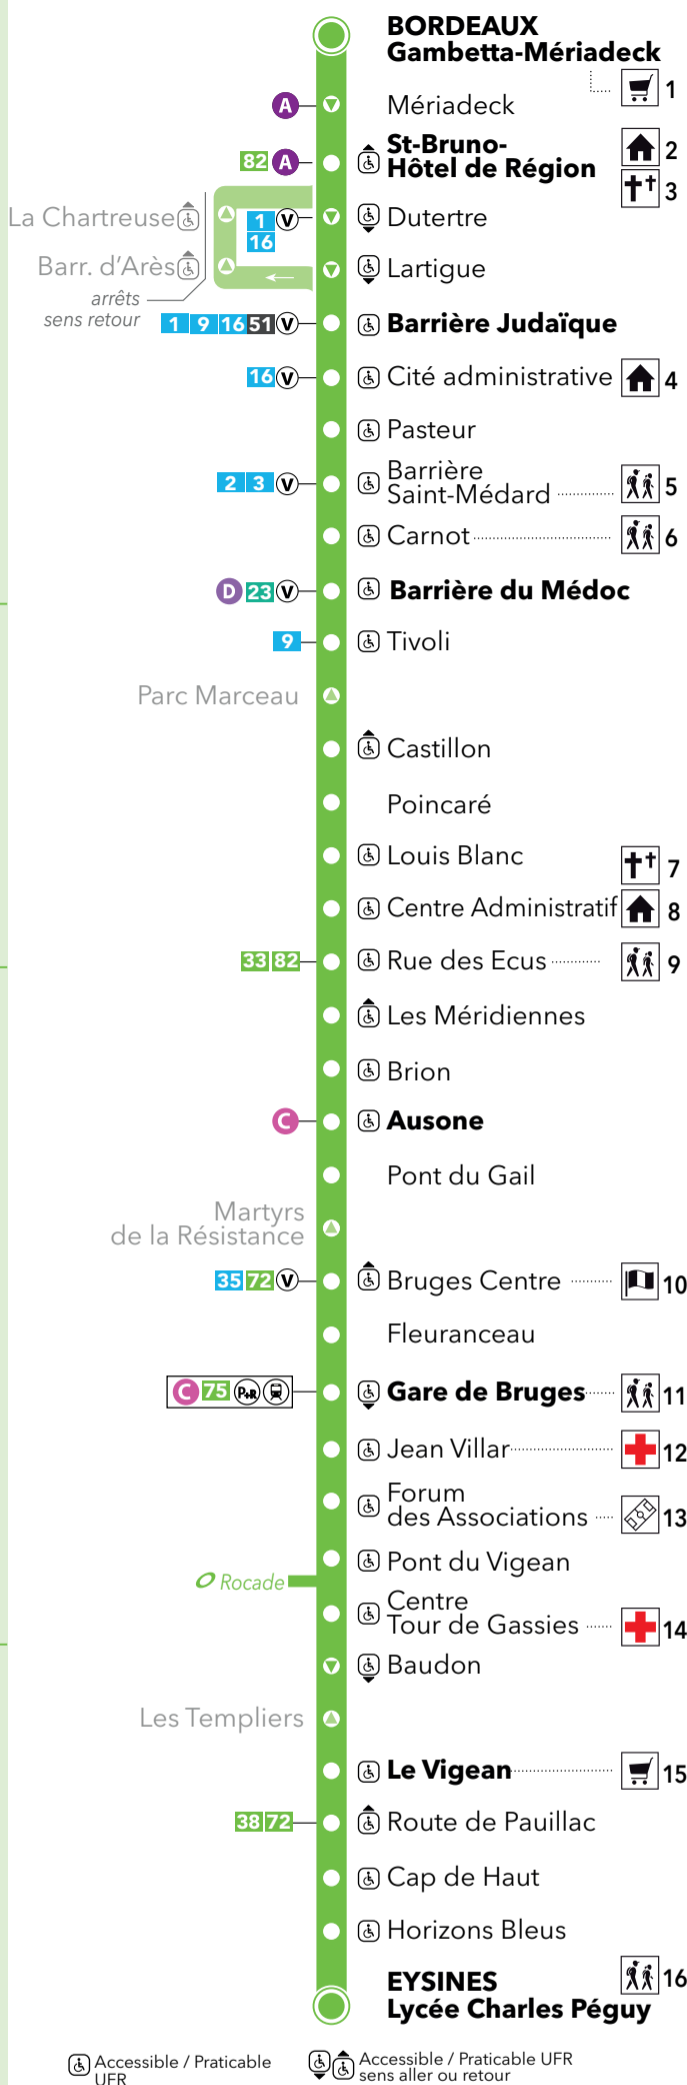 BORDEAUX
Gambetta-Mériadeck
1
A Mériadeck
82 A St-Bruno-
Hôtel de Région
2
3
La Chartreuse
1 V Dutertre
16
Barr. d'Arès
Lartigue
arrêts
sens retour
1 9 16 51 V Barrière Judaïque
16 V Cité administrative 4
Pasteur
2 3 V Barrière
Saint-Médard 5
Carnot 6
D 23 V Barrière du Médoc
9 Tivoli
Parc Marceau
Castillon
Poincaré
Louis Blanc 7
Centre Administratif 8
33 82 Rue des Ecus 9
Les Méridiennes
Brion
C Ausone
Pont du Gail
Martyrs
de la Résistance
35 72 V Bruges Centre 10
Fleuranceau
C 75 P+R Gare de Bruges 11
Jean Villar 12
Forum
des Associations 13
Pont du Vigean
Rocade
Centre
Tour de Gassies 14
Baudon
Les Templiers
Le Vigean 15
38 72 Route de Pauillac
Cap de Haut
Horizons Bleus
EYSINES 16
Lycée Charles Péguy
Accessible / Praticable
UFR
Accessible / Praticable UFR
sens aller ou retour